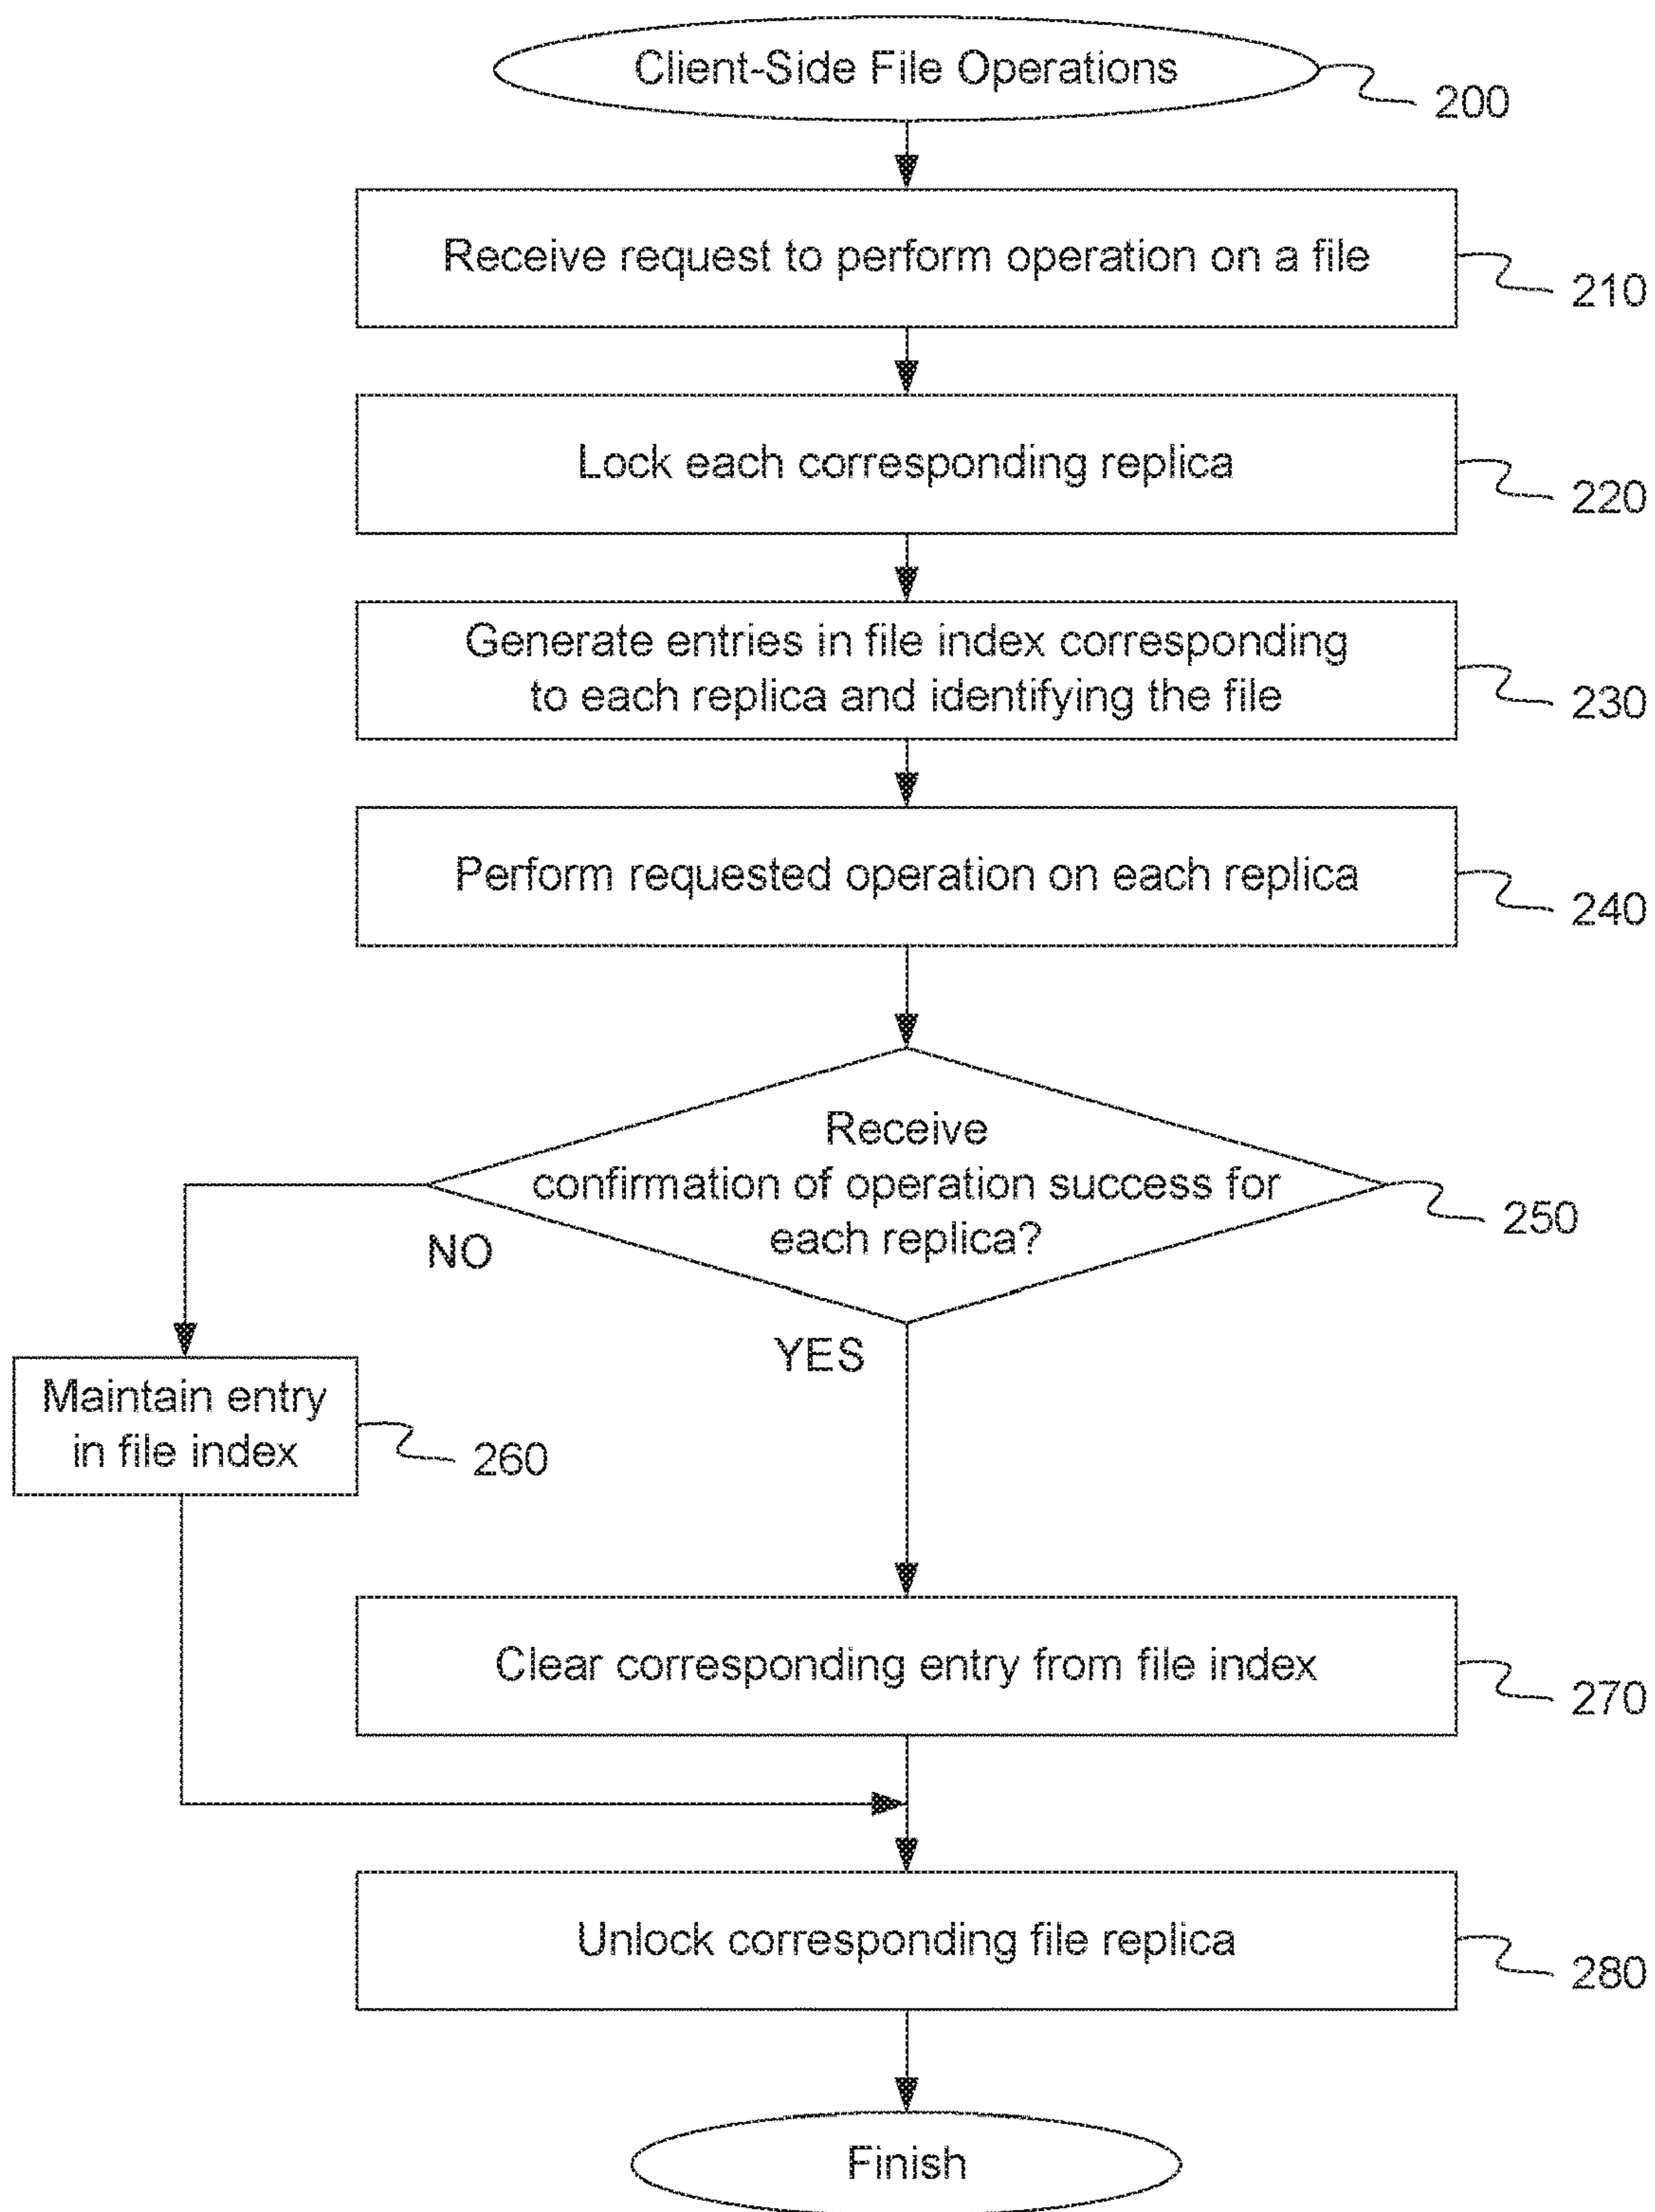 Client-Side File Operations
200
Receive request to perform operation on a file
210
Lock each corresponding replica
220
Generate entries in file index corresponding
to each replica and identifying the file
230
Perform requested operation on each replica
240
Receive
confirmation of operation success for
each replica?
250
NO
YES
Maintain entry
in file index
260
Clear corresponding entry from file index
270
Unlock corresponding file replica
280
Finish